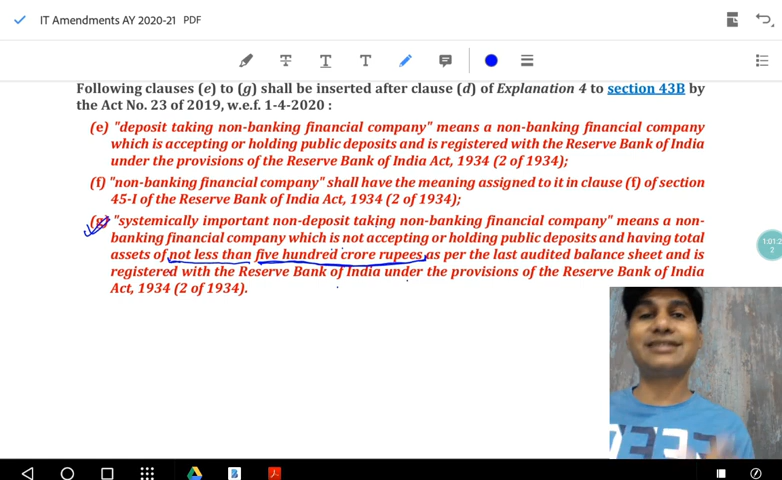 IT Amendments AY 2020-21 PDF
Following clauses (e) to (g) shall be inserted after clause (d) of Explanation 4 to section 43B by
the Act No. 23 of 2019, w.e.f. 1-4-2020 :
(e) "deposit taking non-banking financial company" means a non-banking financial company
which is accepting or holding public deposits and is registered with the Reserve Bank of India
under the provisions of the Reserve Bank of India Act, 1934 (2 of 1934);
(f) "non-banking financial company" shall have the meaning assigned to it in clause (f) of section
45-I of the Reserve Bank of India Act, 1934 (2 of 1934);
(g) "systemically important non-deposit taking non-banking financial company" means a non-
banking financial company which is not accepting or holding public deposits and having total
assets of not less than five hundred crore rupees as per the last audited balance sheet and is
registered with the Reserve Bank of India under the provisions of the Reserve Bank of India
Act, 1934 (2 of 1934).